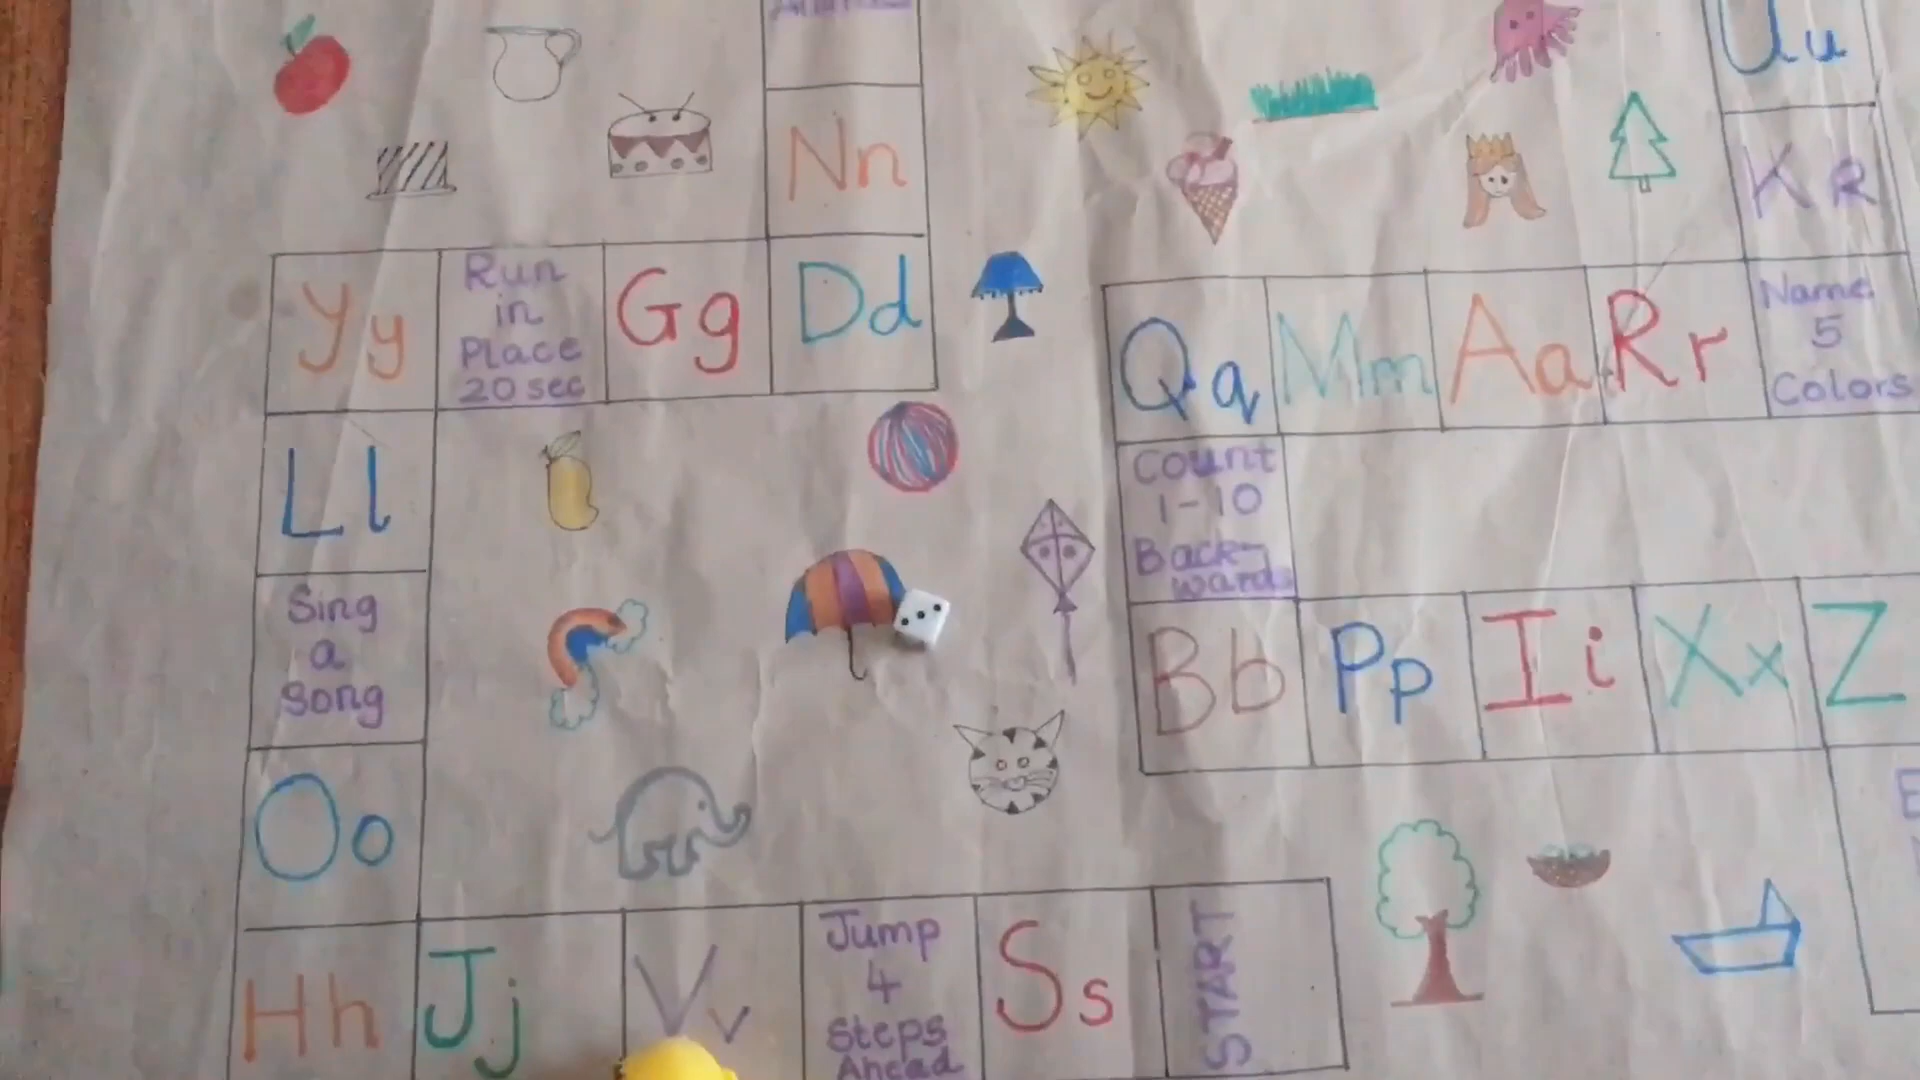 Uu
Nn
K k
Yy
Run
in
Place
20 sec
Gg
Dd
Qq
Mm
Aa
Rr
Name
5
Colors
Ll
Count
1-10
Back-
wards
Sing
a
Song
Bb
Pp
Ii
Xx
Z
Oo
Hh
Jj
Vv
Jump
4
Steps
Ahead
Ss
START